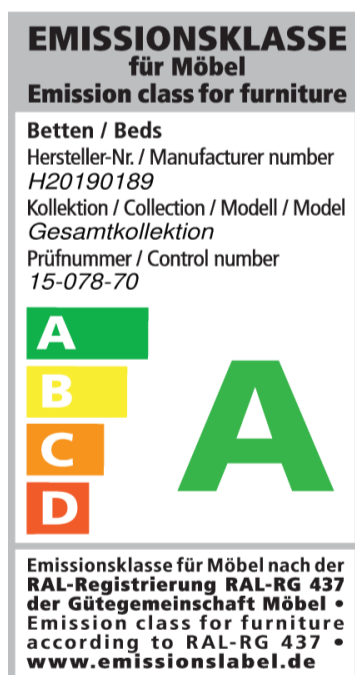 EMISSIONSKLASSE
für Möbel
Emission class for furniture
Betten / Beds
Hersteller-Nr. / Manufacturer number
H20190189
Kollektion / Collection / Modell / Model
Gesamtkollektion
Prüfnummer / Control number
15-078-70
A
B
C
D
A
Emissionsklasse für Möbel nach der
RAL-Registrierung RAL-RG 437
der Gütegemeinschaft Möbel •
Emission class for furniture
according to RAL-RG 437 •
www.emissionslabel.de